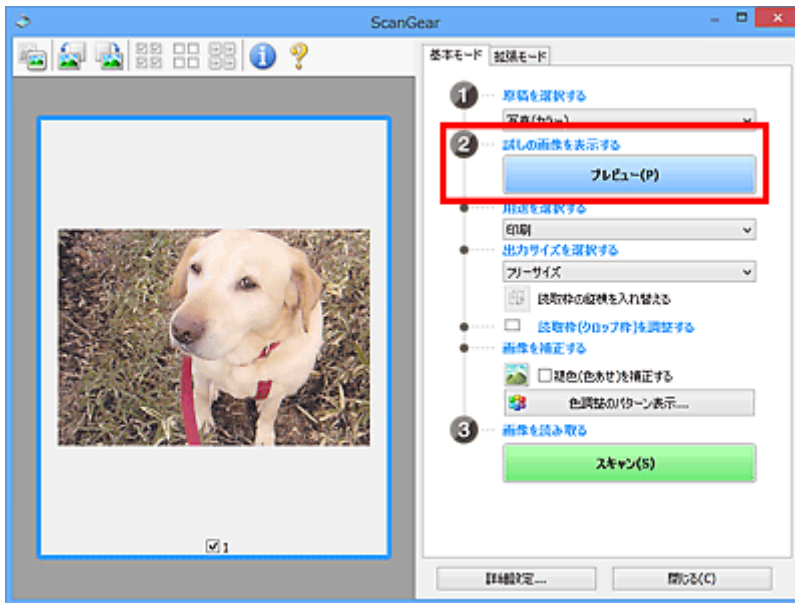 ScanGear
基本モード 拡張モード
1 原稿を選択する
写真(カラー)
2 試しの画像を表示する
プレビュー(P)
用途を選択する
印刷
出力サイズを選択する
フリーサイズ
読取枠の縦横を入れ替える
読取枠(クロップ枠)を調整する
画像を補正する
褪色(色あせ)を補正する
色調整のパターン表示...
3 画像を読み取る
スキャン(S)
1
詳細設定... 閉じる(C)